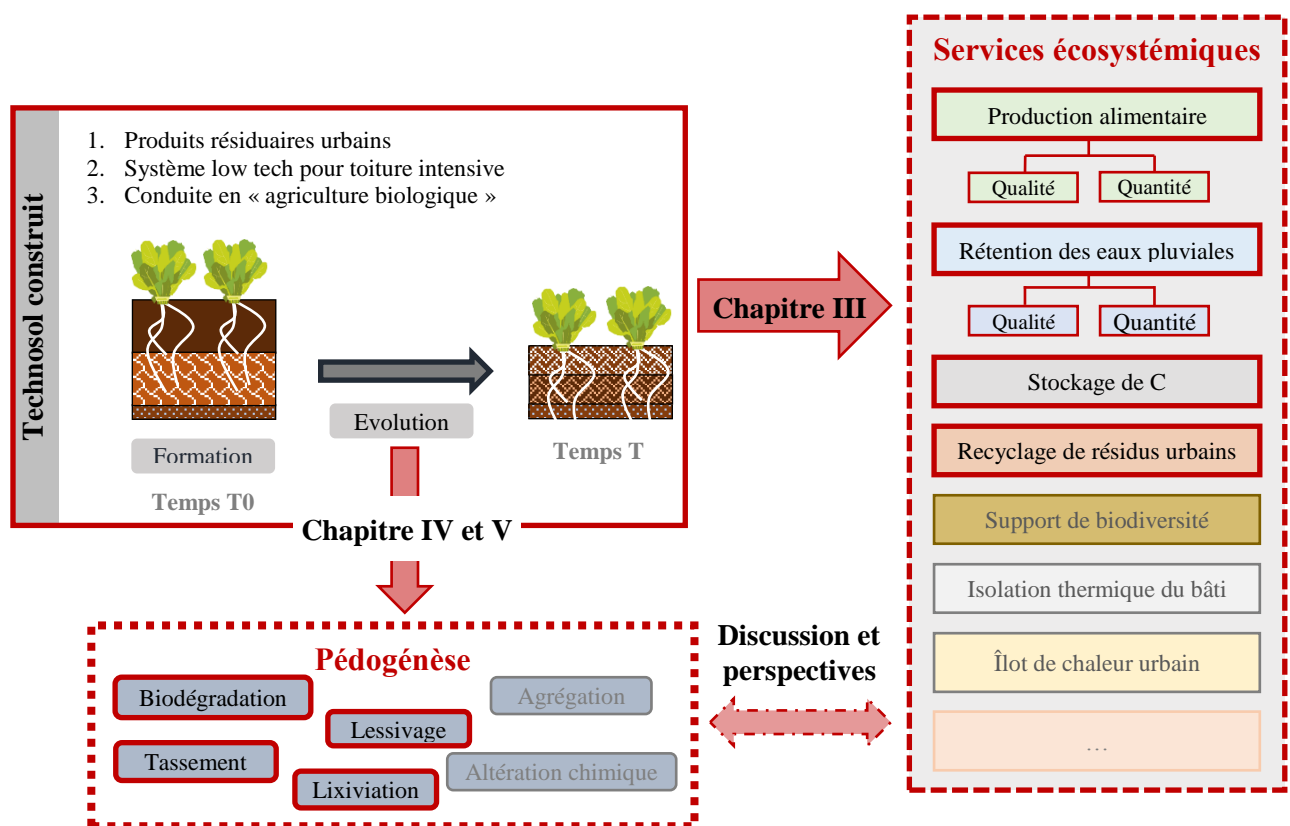 Technosol construit
1. Produits résiduaires urbains
2. Système low tech pour toiture intensive
3. Conduite en « agriculture biologique »
Formation
Temps T0
Evolution
Temps T
Chapitre III
Chapitre IV et V
Pédogénèse
Biodégradation
Agrégation
Lessivage
Tassement
Altération chimique
Lixiviation
Discussion et
perspectives
Services écosystémiques
Production alimentaire
Qualité
Quantité
Rétention des eaux pluviales
Qualité
Quantité
Stockage de C
Recyclage de résidus urbains
Support de biodiversité
Isolation thermique du bâti
Îlot de chaleur urbain
…